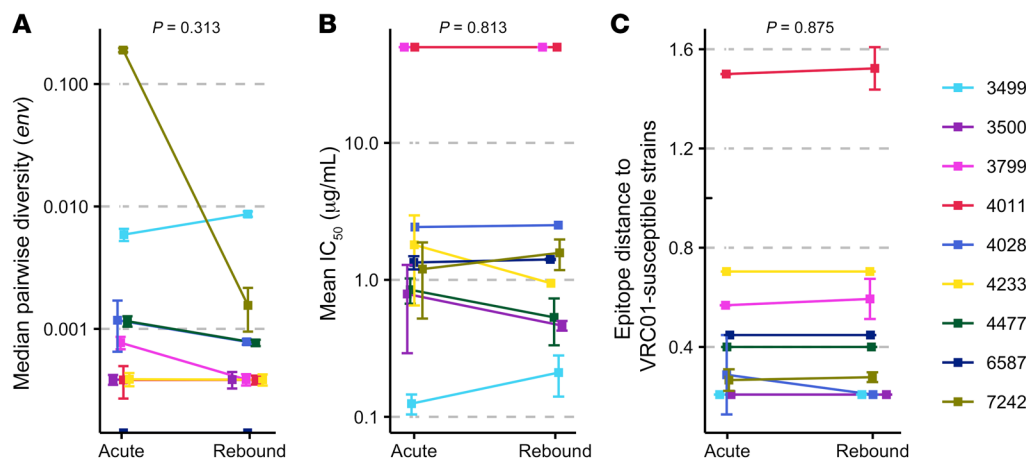 A
P = 0.313
Median pairwise diversity (env)
0.100
0.010
0.001
Acute
Rebound
B
P = 0.813
Mean IC50 (μg/mL)
10.0
1.0
0.1
Acute
Rebound
C
P = 0.875
Epitope distance to
VRC01-susceptible strains
1.6
1.2
0.8
0.4
Acute
Rebound
3499
3500
3799
4011
4028
4233
4477
6587
7242